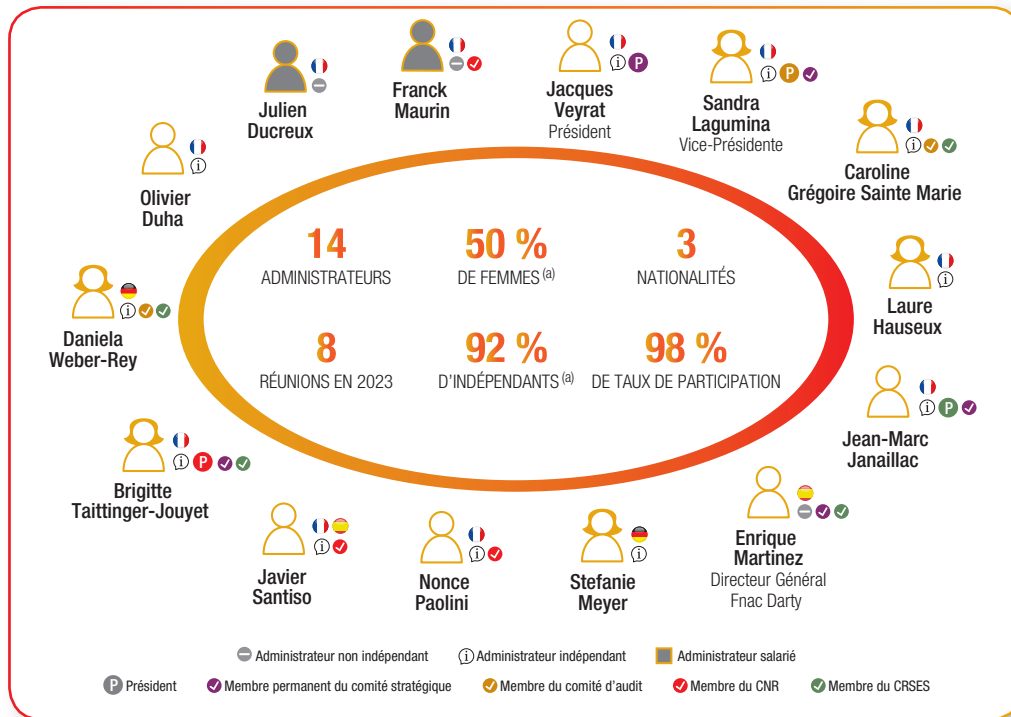 Julien
Ducreux
Franck
Maurin
Jacques
Veyrat
Président
P
Sandra
Lagumina
Vice-Présidente
P
Caroline
Grégoire Sainte Marie
Olivier
Duha
Laure
Hauseux
Daniela
Weber-Rey
14
ADMINISTRATEURS
50 %
DE FEMMES (a)
3
NATIONALITÉS
8
RÉUNIONS EN 2023
92 %
D'INDÉPENDANTS (a)
98 %
DE TAUX DE PARTICIPATION
P
Jean-Marc
Janaillac
P
Brigitte
Taittinger-Jouyet
Javier
Santiso
Nonce
Paolini
Stefanie
Meyer
Enrique
Martinez
Directeur Général
Fnac Darty
Administrateur non indépendant
i Administrateur indépendant
Administrateur salarié
P Président
Membre permanent du comité stratégique
Membre du comité d'audit
Membre du CNR
Membre du CRSES